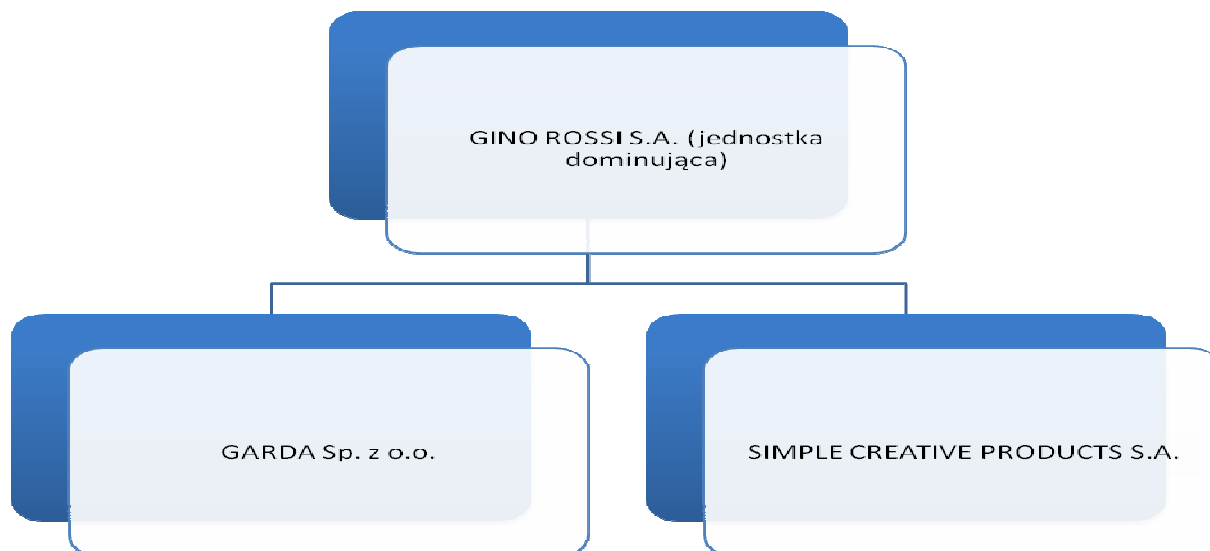 GINO ROSSI S.A. (jednostka
dominująca)
GARDA Sp. z o.o.
SIMPLE CREATIVE PRODUCTS S.A.